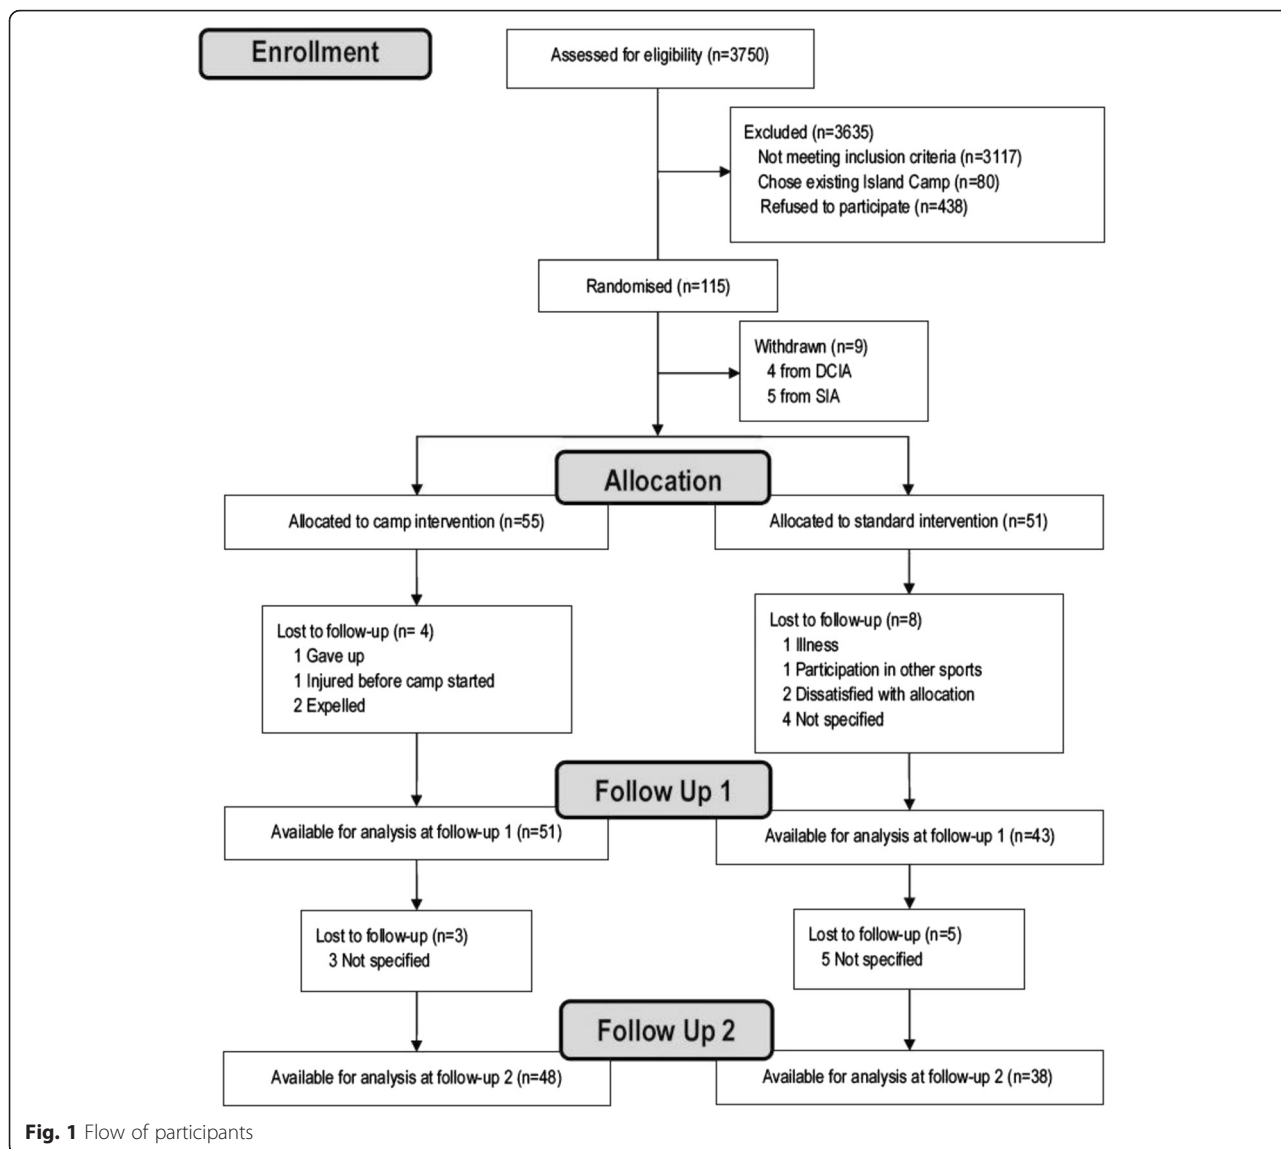 Enrollment
Assessed for eligibility (n=3750)
Excluded (n=3635)
Not meeting inclusion criteria (n=3117)
Chose existing Island Camp (n=80)
Refused to participate (n=438)
Randomised (n=115)
Withdrawn (n=9)
4 from DCIA
5 from SIA
Allocation
Allocated to camp intervention (n=55)
Allocated to standard intervention (n=51)
Lost to follow-up (n= 4)
1 Gave up
1 Injured before camp started
2 Expelled
Lost to follow-up (n=8)
1 Illness
1 Participation in other sports
2 Dissatisfied with allocation
4 Not specified
Follow Up 1
Available for analysis at follow-up 1 (n=51)
Available for analysis at follow-up 1 (n=43)
Lost to follow-up (n=3)
3 Not specified
Lost to follow-up (n=5)
5 Not specified
Follow Up 2
Available for analysis at follow-up 2 (n=48)
Available for analysis at follow-up 2 (n=38)
Fig. 1 Flow of participants